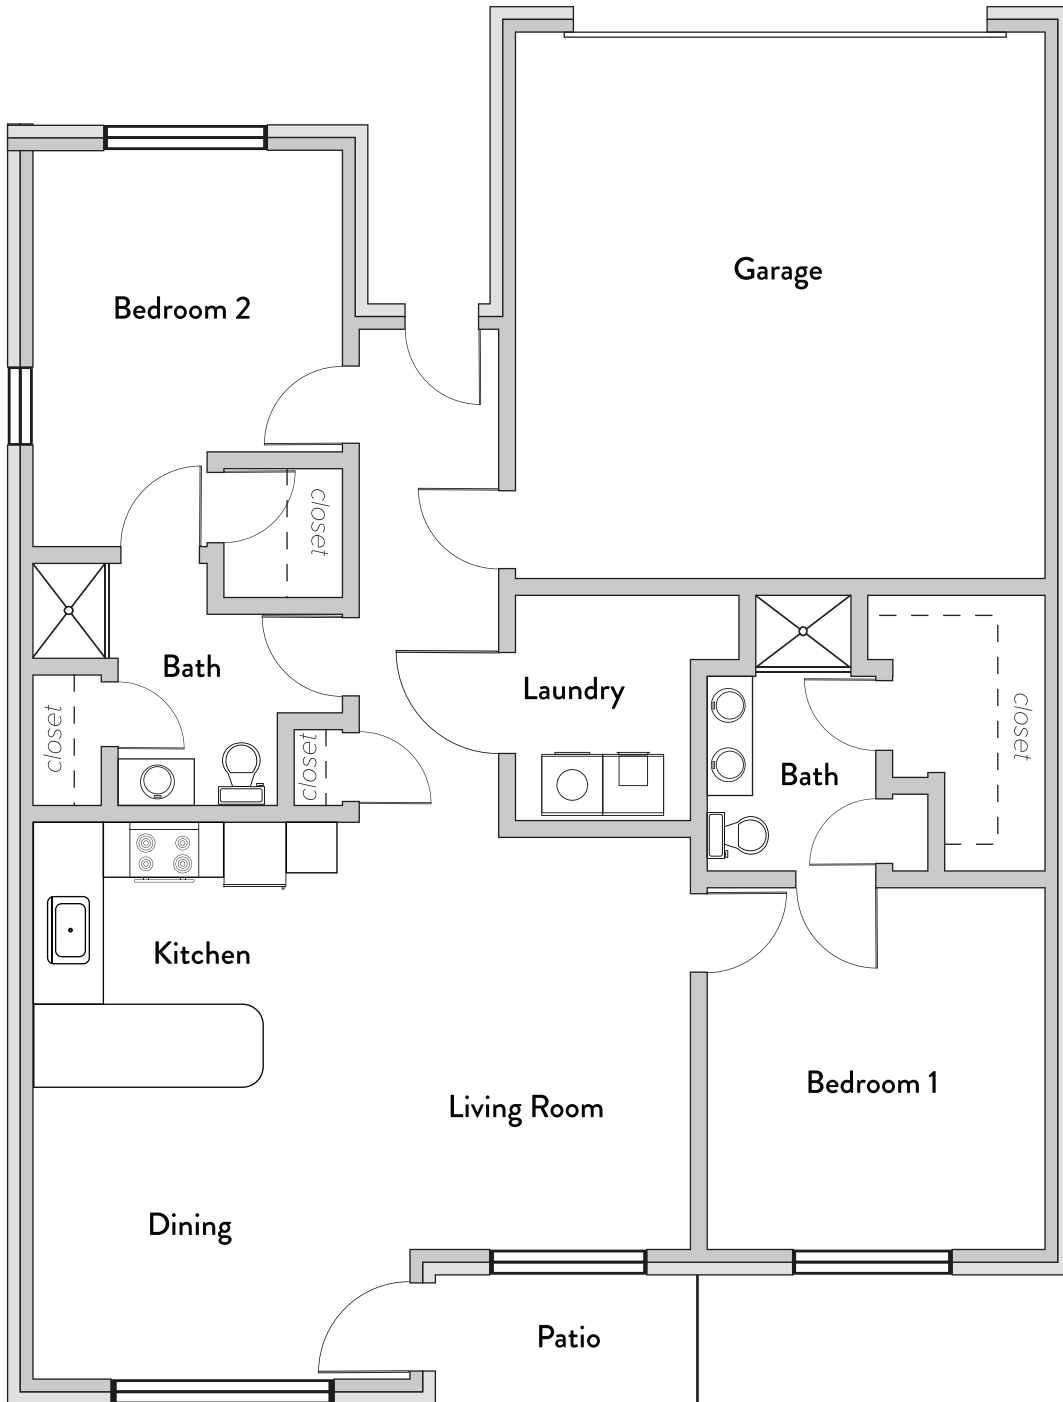 Garage
Bedroom 2
closet
Bath
Laundry
closet
closet
closet
Bath
Kitchen
Bedroom 1
Living Room
Dining
Patio